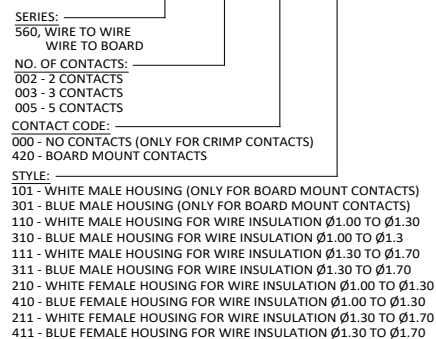 SERIES:
560, WIRE TO WIRE
WIRE TO BOARD
NO. OF CONTACTS:
002 - 2 CONTACTS
003 - 3 CONTACTS
005 - 5 CONTACTS
CONTACT CODE:
000 - NO CONTACTS (ONLY FOR CRIMP CONTACTS)
420 - BOARD MOUNT CONTACTS
STYLE:
101 - WHITE MALE HOUSING (ONLY FOR BOARD MOUNT CONTACTS)
301 - BLUE MALE HOUSING (ONLY FOR BOARD MOUNT CONTACTS)
110 - WHITE MALE HOUSING FOR WIRE INSULATION Ø1.00 TO Ø1.30
310 - BLUE MALE HOUSING FOR WIRE INSULATION Ø1.00 TO Ø1.3
111 - WHITE MALE HOUSING FOR WIRE INSULATION Ø1.30 TO Ø1.70
311 - BLUE MALE HOUSING FOR WIRE INSULATION Ø1.30 TO Ø1.70
210 - WHITE FEMALE HOUSING FOR WIRE INSULATION Ø1.00 TO Ø1.30
410 - BLUE FEMALE HOUSING FOR WIRE INSULATION Ø1.00 TO Ø1.30
211 - WHITE FEMALE HOUSING FOR WIRE INSULATION Ø1.30 TO Ø1.70
411 - BLUE FEMALE HOUSING FOR WIRE INSULATION Ø1.30 TO Ø1.70